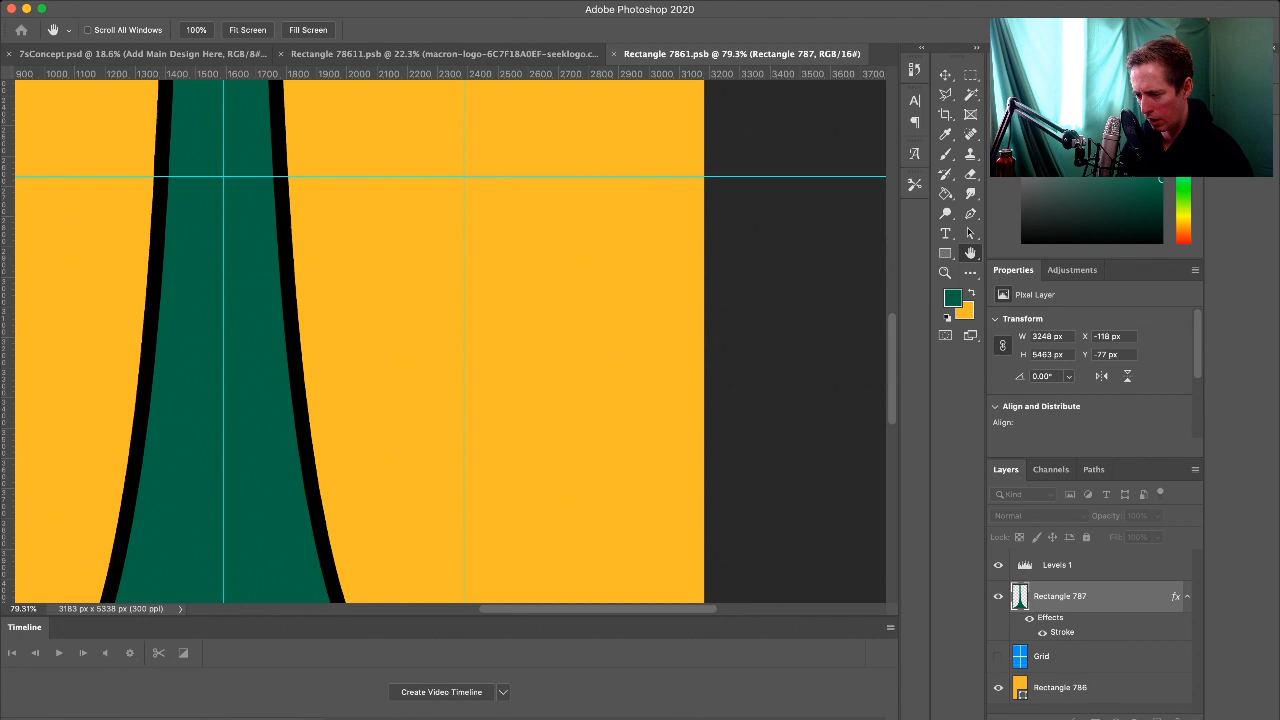 Adobe Photoshop 2020
Scroll All Windows 100% Fit Screen Fill Screen
7sConcept.psd @ 18.6% (Add Main Design Here, RGB/8#... Rectangle 78611.psb @ 22.3% (macron-logo-6C7F18A0EF-seeklogo.c... Rectangle 7861.psb @ 79.3% (Rectangle 787, RGB/16#)
900 1000 1100 1200 1300 1400 1500 1600 1700 1800 1900 2000 2100 2200 2300 2400 2500 2600 2700 2800 2900 3000 3100 3200 3300 3400 3500 3600 3700
Properties Adjustments
Pixel Layer
Transform
W 3248 px X -118 px
H 5463 px Y -77 px
0.00°
Align and Distribute
Align:
Layers Channels Paths
Kind
Normal Opacity: 100%
Lock: Fill: 100%
Levels 1
Rectangle 787 fx
Effects
Stroke
Grid
Rectangle 786
79.31% 3183 px x 5338 px (300 ppi)
Timeline
Create Video Timeline